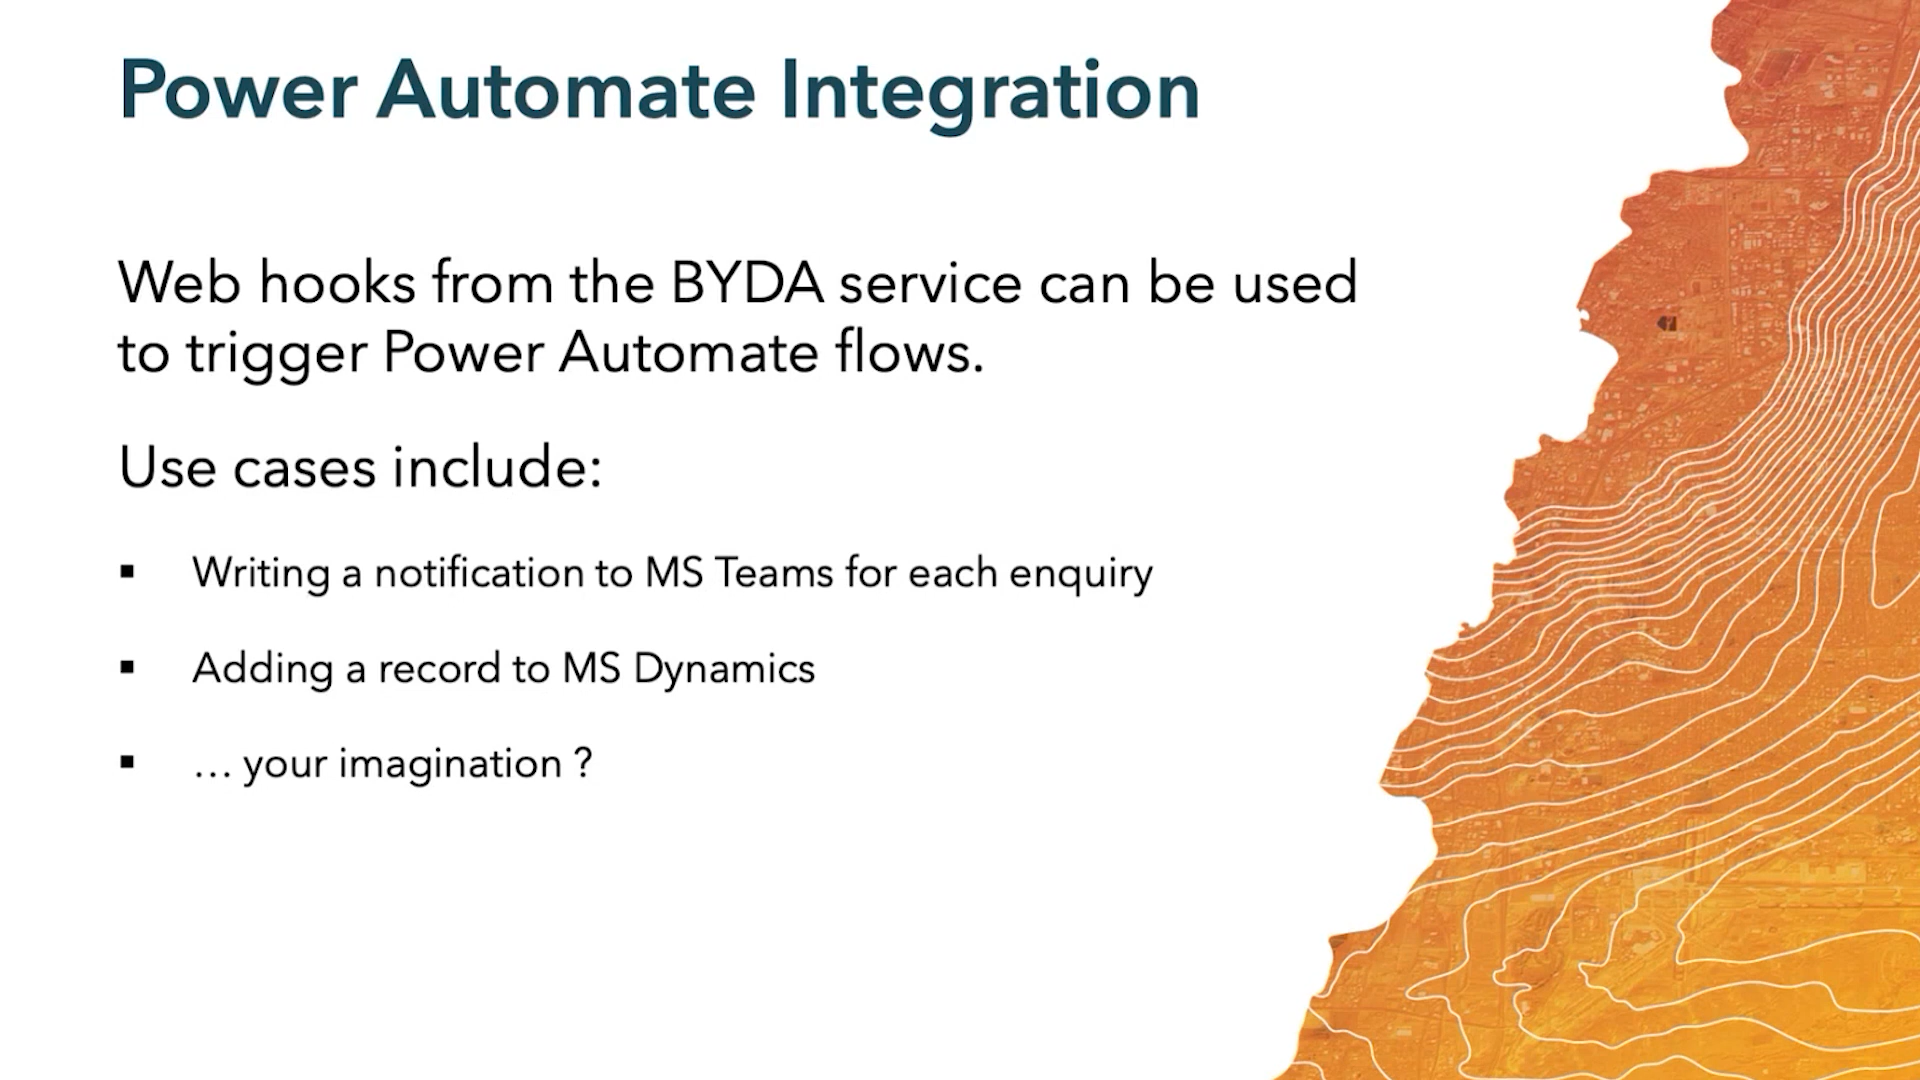 Power Automate Integration
Web hooks from the BYDA service can be used
to trigger Power Automate flows.
Use cases include:
▪ Writing a notification to MS Teams for each enquiry
▪ Adding a record to MS Dynamics
▪ … your imagination ?